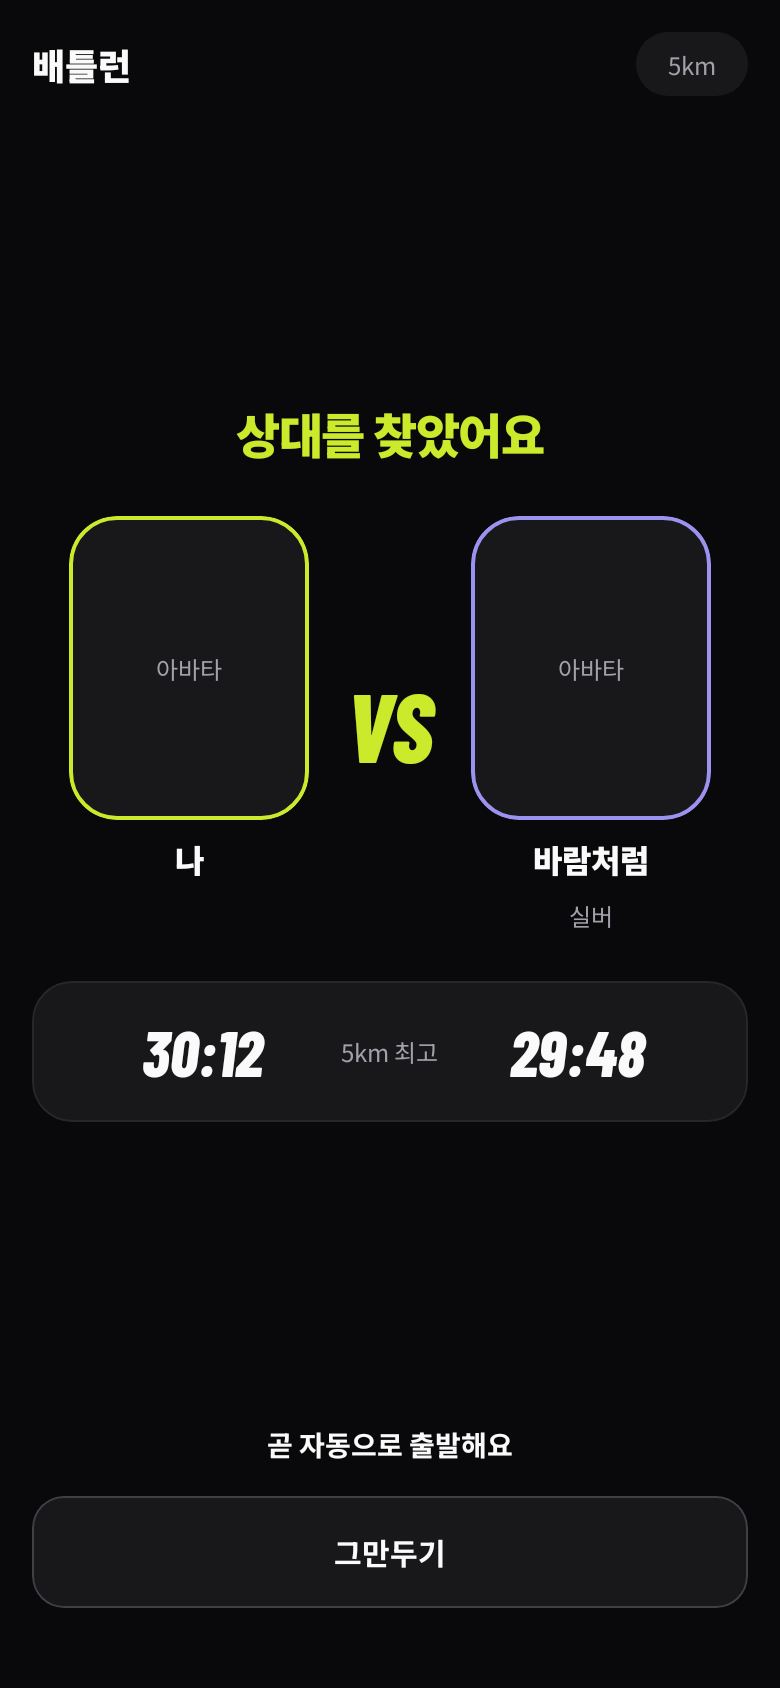 배틀런
5km
상대를 찾았어요
아바타
VS
아바타
나
바람처럼
실버
30:12
5km 최고
29:48
곧 자동으로 출발해요
그만두기